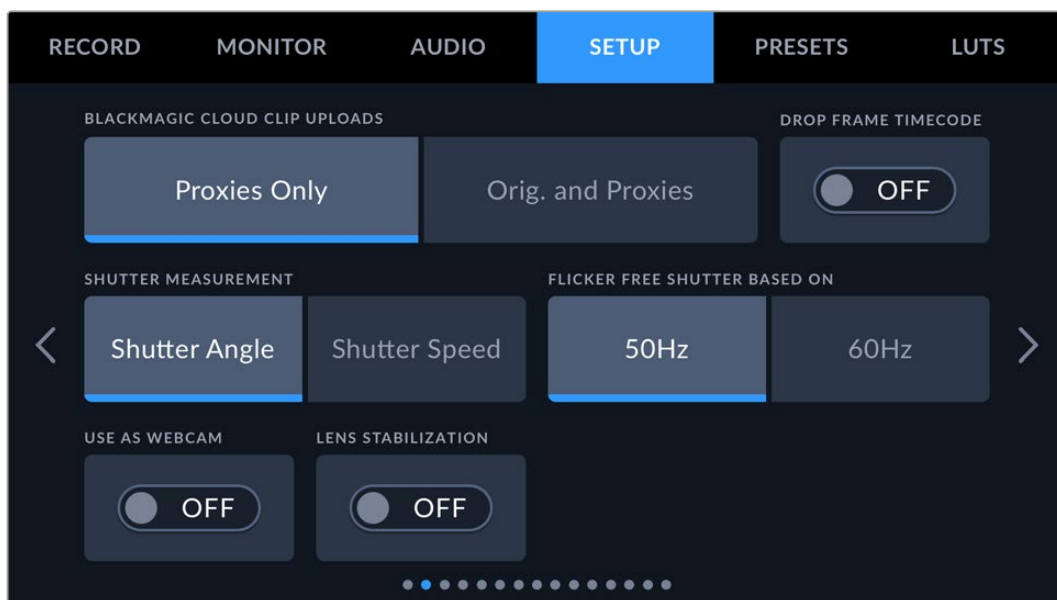 RECORD MONITOR AUDIO SETUP PRESETS LUTS
BLACKMAGIC CLOUD CLIP UPLOADS DROP FRAME TIMECODE
Proxies Only Orig. and Proxies OFF
SHUTTER MEASUREMENT FLICKER FREE SHUTTER BASED ON
Shutter Angle Shutter Speed 50Hz 60Hz
USE AS WEBCAM LENS STABILIZATION
OFF OFF